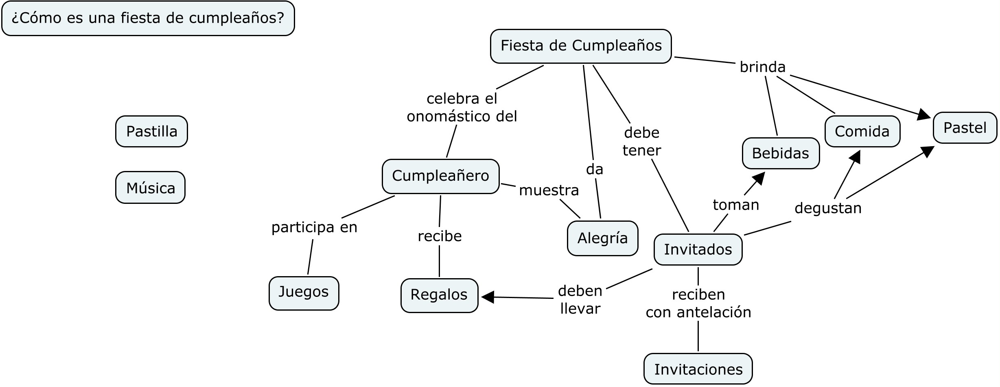 ¿Cómo es una fiesta de cumpleaños?
Fiesta de Cumpleaños
brinda
celebra el
onomástico del
Pastilla
debe
tener
Comida
Pastel
Bebidas
da
Cumpleañero
muestra
Música
toman
degustan
participa en
recibe
Alegría
Invitados
Juegos
Regalos
deben
llevar
reciben
con antelación
Invitaciones